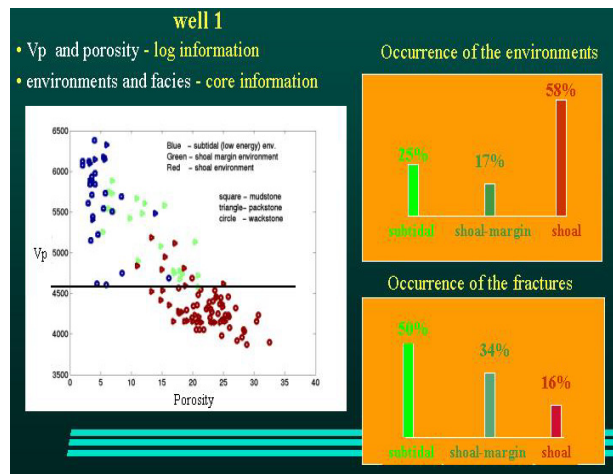 well 1
• Vp and porosity - log information
• environments and facies - core information
Occurrence of the environments
58%
25%
17%
subtidal
shoal-margin
shoal
Blue - subtidal (low energy) env.
Green - shoal margin environment
Red - shoal environment
square - mudstone
triangle - packstone
circle - wackstone
6500
6000
5500
5000
4500
4000
3500
Vp
0 5 10 15 20 25 30 35 40
Porosity
Occurrence of the fractures
50%
34%
16%
subtidal
shoal-margin
shoal